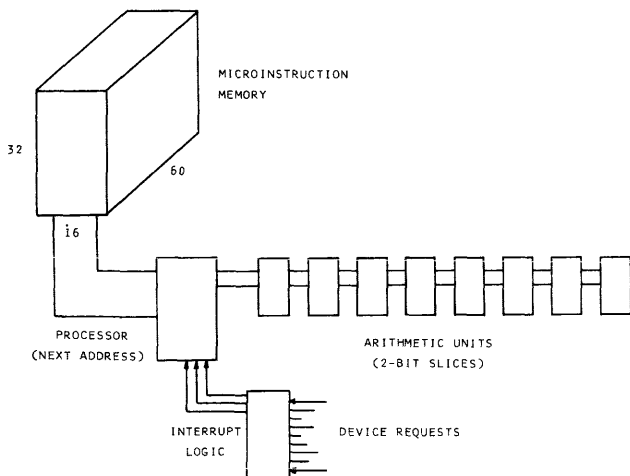 MICROINSTRUCTION
MEMORY
32
60
16
PROCESSOR
(NEXT ADDRESS)
ARITHMETIC UNITS
(2-BIT SLICES)
INTERRUPT
LOGIC
DEVICE REQUESTS